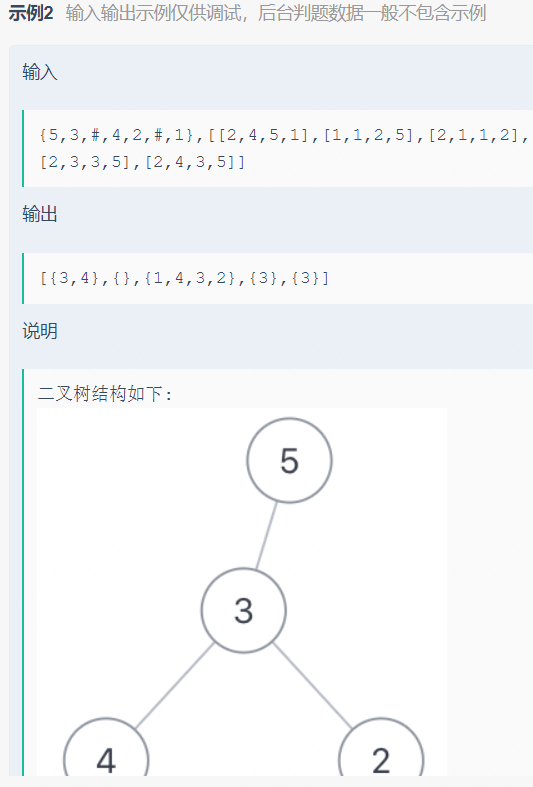 示例2 输入输出示例仅供调试，后台判题数据一般不包含示例
输入
{5,3,#,4,2,#,1},[[2,4,5,1],[1,1,2,5],[2,1,1,2],
[2,3,3,5],[2,4,3,5]]
输出
[{3,4},{},{1,4,3,2},{3},{3}]
说明
二叉树结构如下：
5
3
4
2